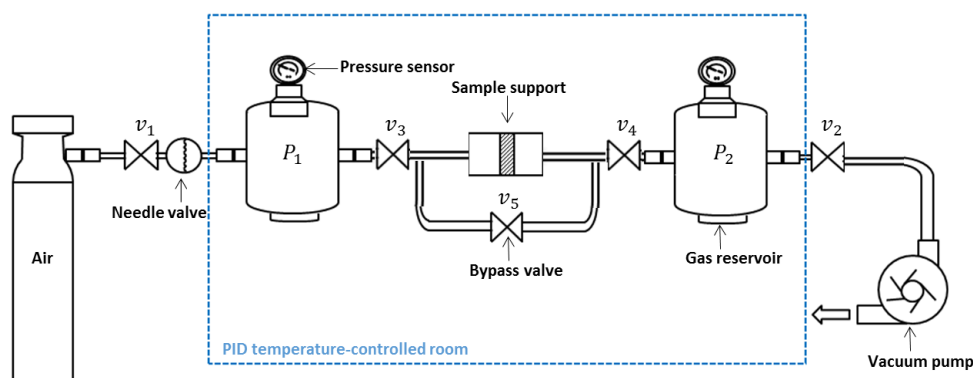 Pressure sensor
Sample support
v1
v3
v4
v2
P1
P2
Needle valve
v5
Air
Bypass valve
Gas reservoir
PID temperature-controlled room
Vacuum pump